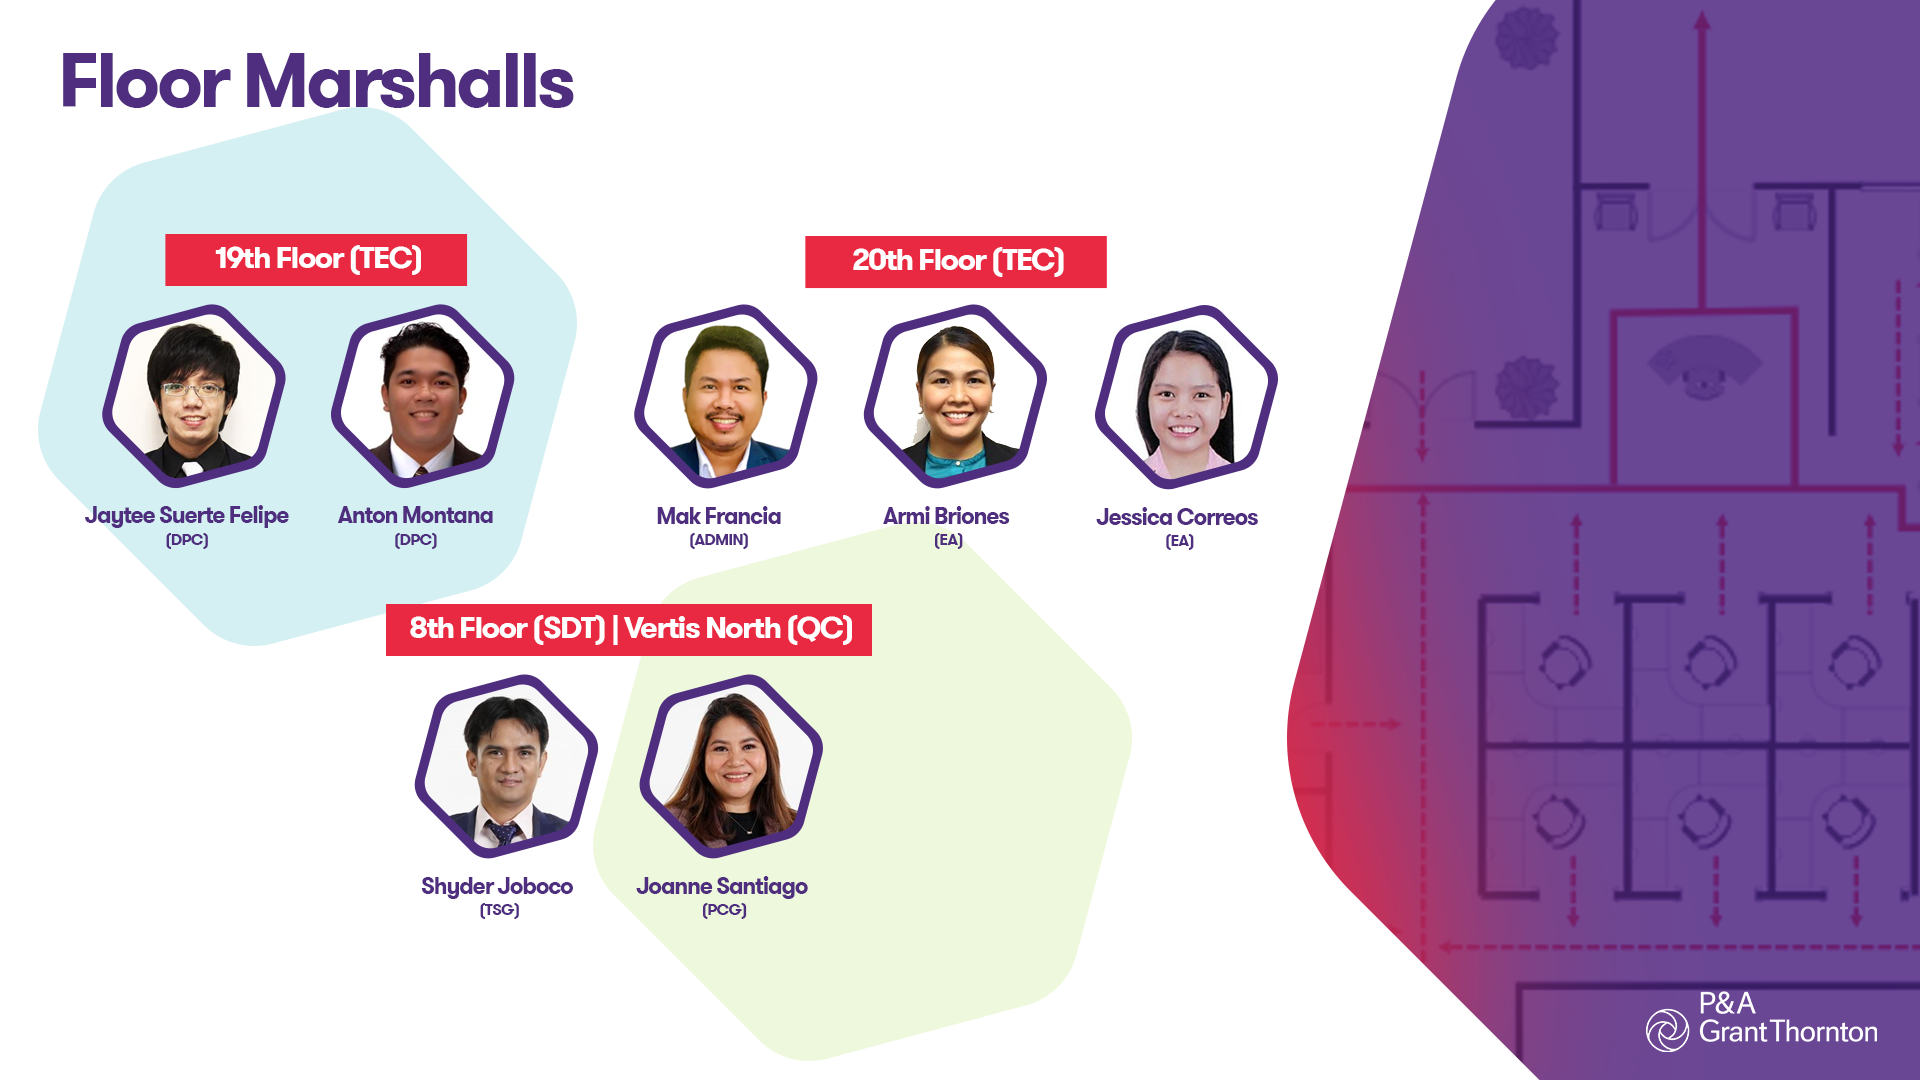 Floor Marshalls
19th Floor (TEC)
20th Floor (TEC)
Jaytee Suerte Felipe
(DPC)
Anton Montana
(DPC)
Mak Francia
(ADMIN)
Armi Briones
(EA)
Jessica Correos
(EA)
8th Floor (SDT) | Vertis North (QC)
Shyder Joboco
(TSG)
Joanne Santiago
(PCG)
P&A
Grant Thornton